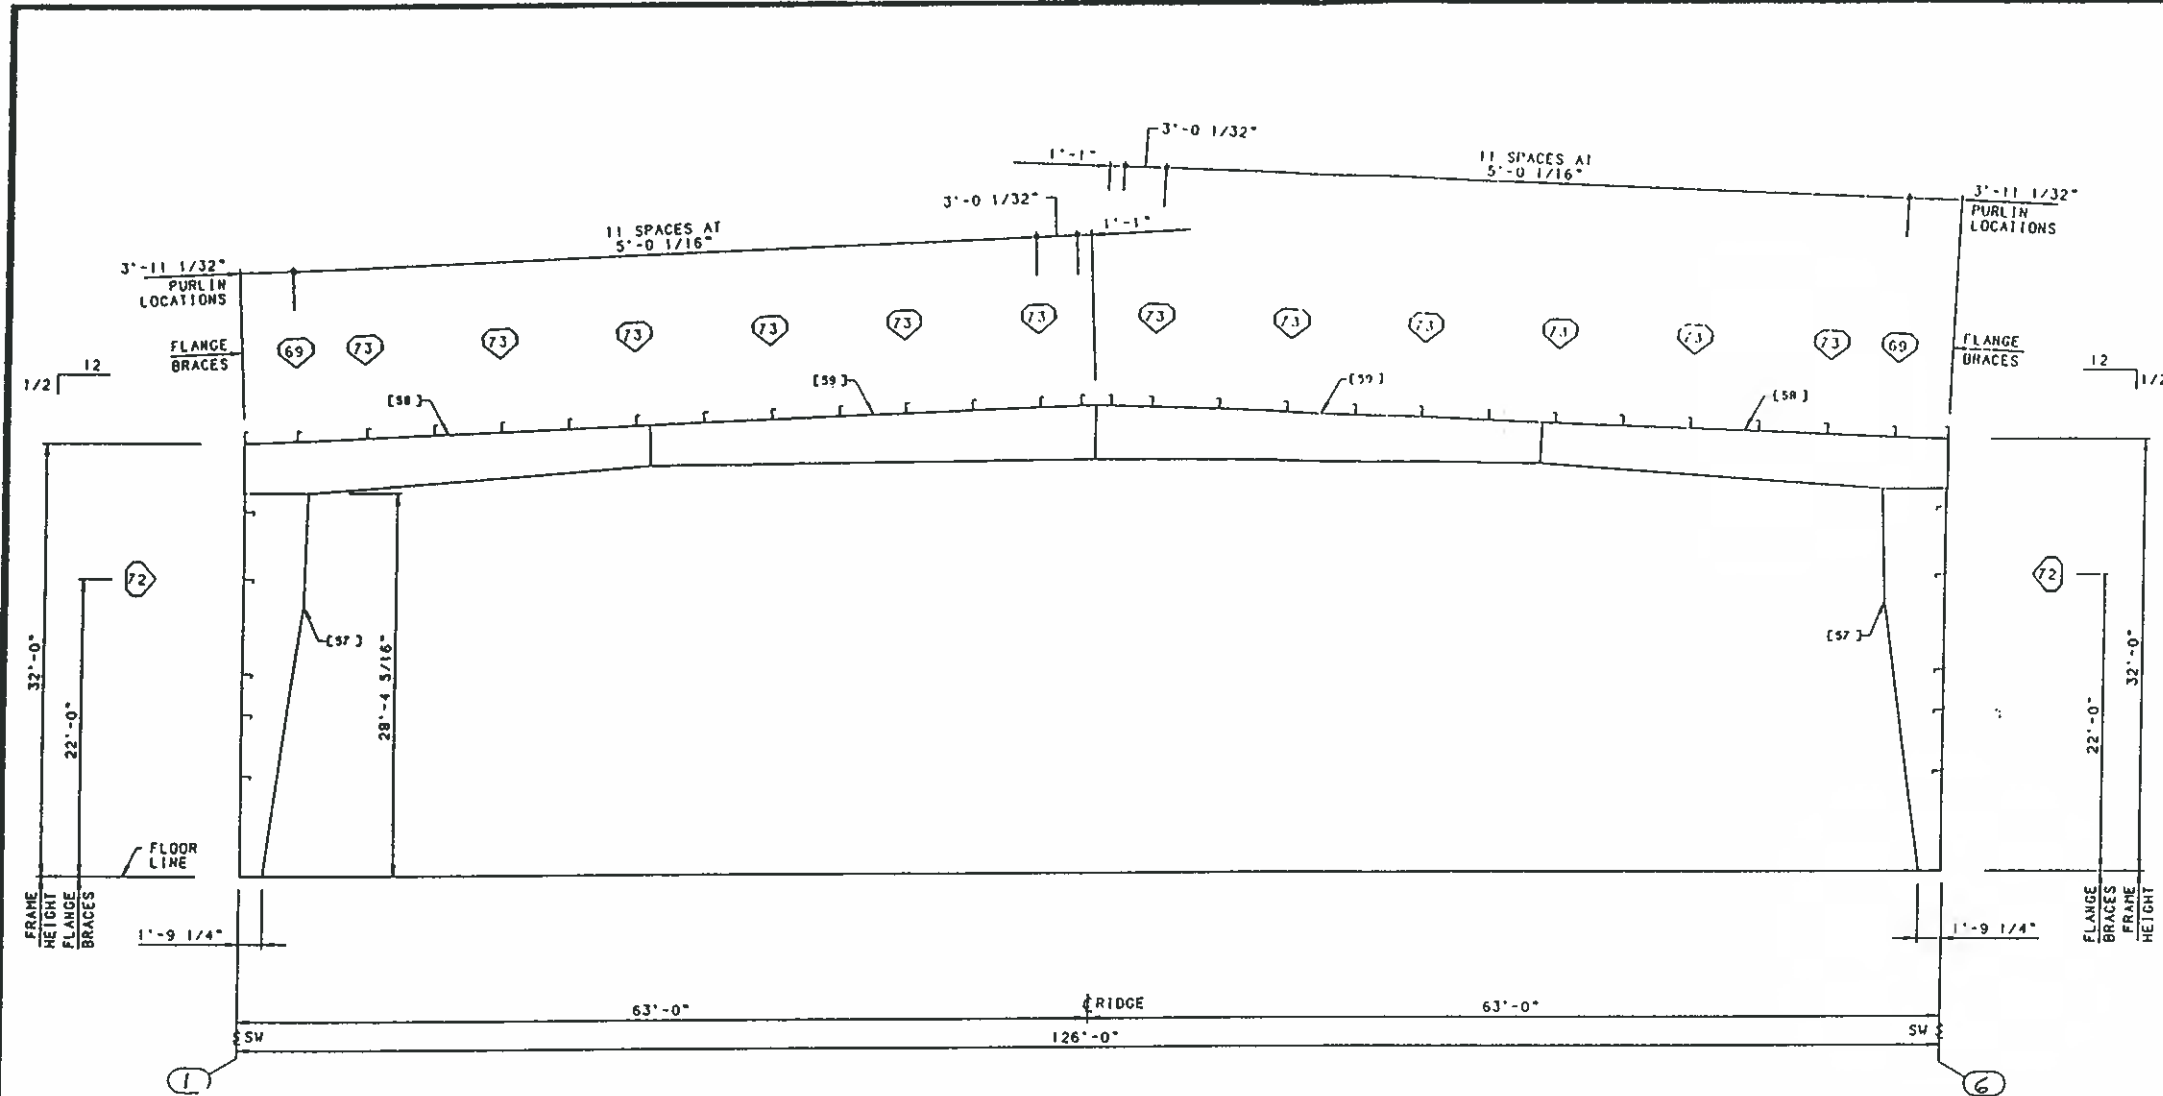 3'-0 1/32"
1'-1"
11 SPACES AT
5'-0 1/16"
3'-11 1/32"
PURLIN
LOCATIONS
3'-0 1/32"
1'-1"
11 SPACES AT
5'-0 1/16"
3'-11 1/32"
PURLIN
LOCATIONS
FLANGE
BRACES
69 73 73 73 73 73 73 73 73 73 73 73 73 69
FLANGE
BRACES
12
1/2
12
1/2
[58]
[59]
[59]
[58]
72
72
[57]
[57]
32'-0"
22'-0"
28'-4 5/16"
22'-0"
32'-0"
FLOOR
LINE
FRAME
HEIGHT
FLANGE
BRACES
FLANGE
BRACES
FRAME
HEIGHT
1'-9 1/4"
1'-9 1/4"
63'-0"
RIDGE
63'-0"
SW
126'-0"
SW
1
6